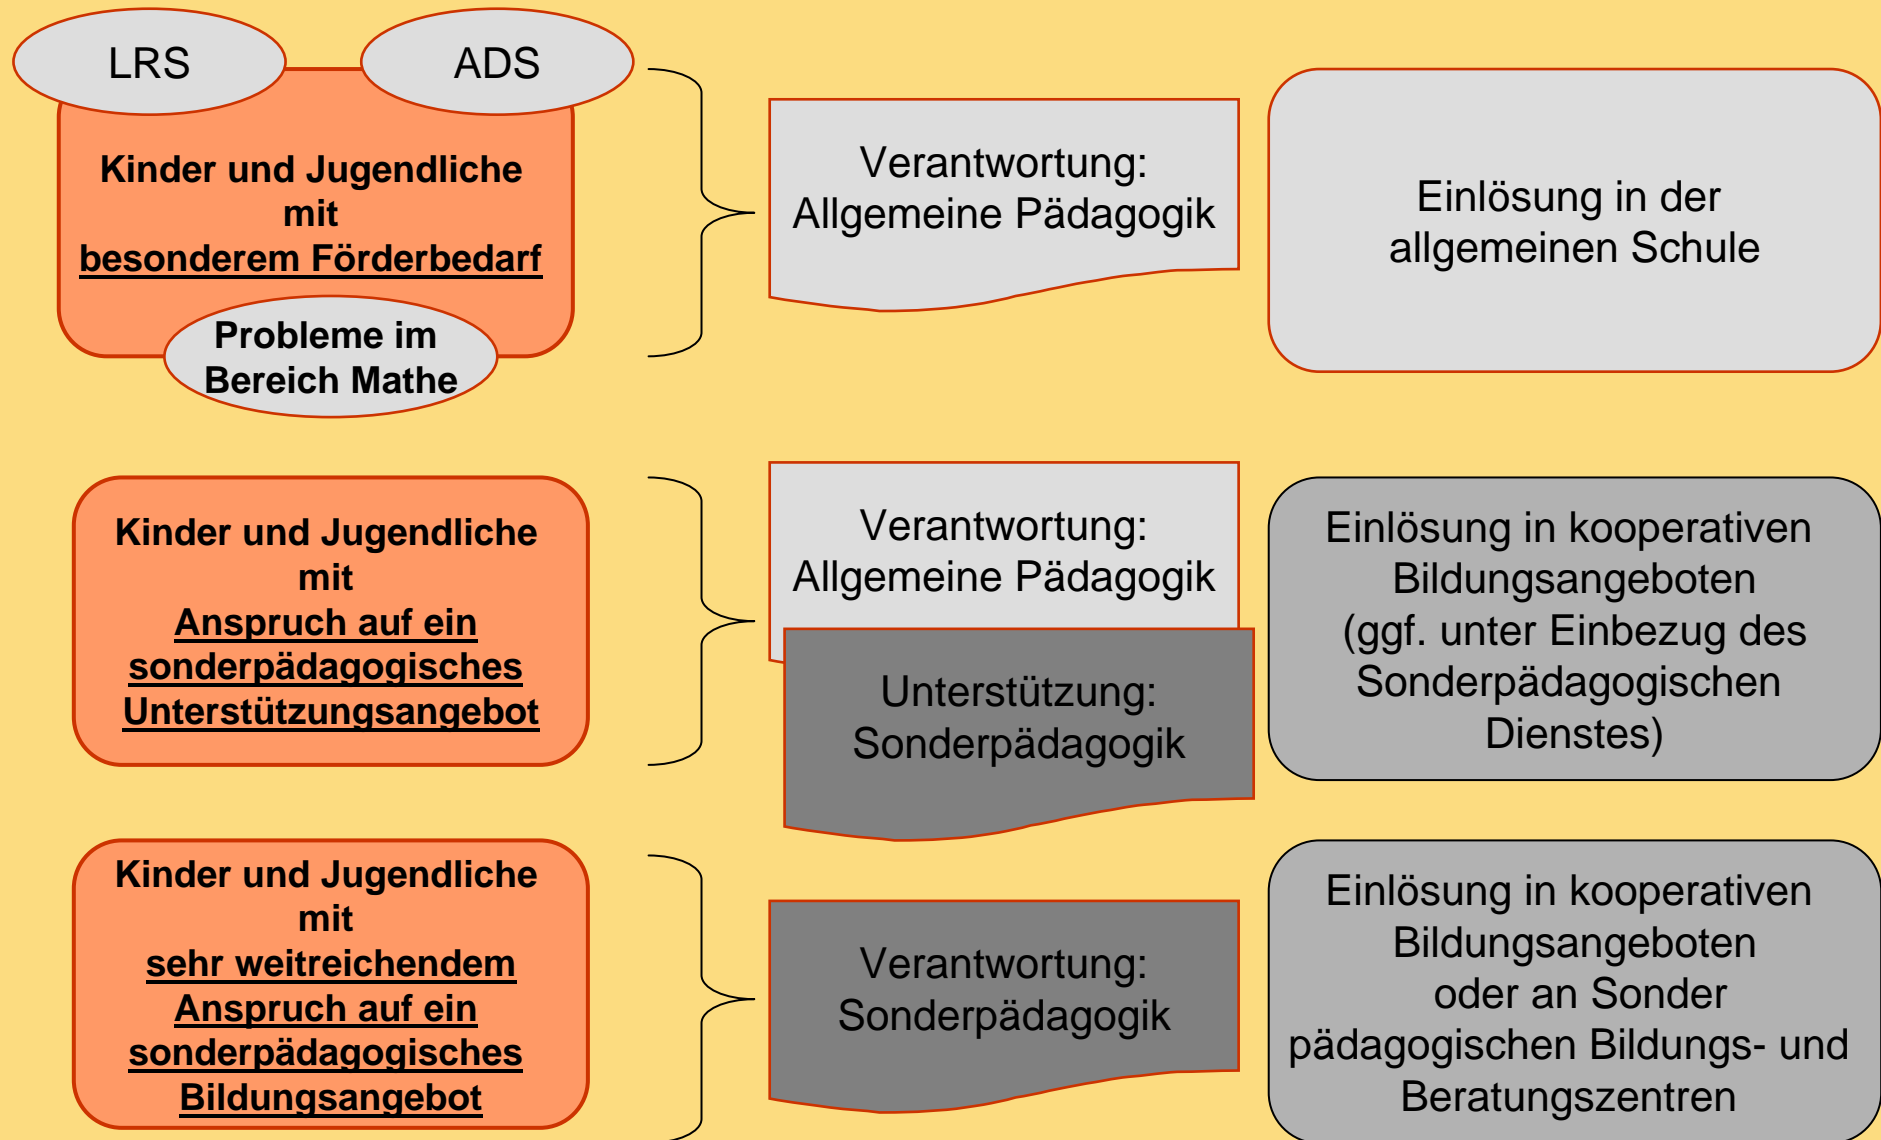 LRS
ADS
Kinder und Jugendliche
mit
besonderem Förderbedarf
Probleme im
Bereich Mathe
Verantwortung:
Allgemeine Pädagogik
Einlösung in der
allgemeinen Schule
Kinder und Jugendliche
mit
Anspruch auf ein
sonderpädagogisches
Unterstützungsangebot
Verantwortung:
Allgemeine Pädagogik
Unterstützung:
Sonderpädagogik
Einlösung in kooperativen
Bildungsangeboten
(ggf. unter Einbezug des
Sonderpädagogischen
Dienstes)
Kinder und Jugendliche
mit
sehr weitreichendem
Anspruch auf ein
sonderpädagogisches
Bildungsangebot
Verantwortung:
Sonderpädagogik
Einlösung in kooperativen
Bildungsangeboten
oder an Sonder
pädagogischen Bildungs- und
Beratungszentren